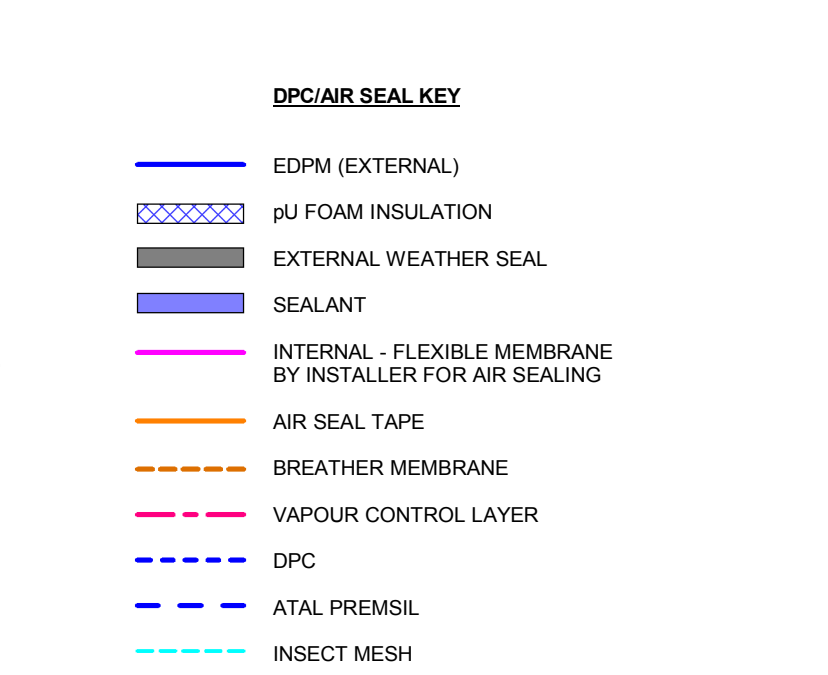 DPC/AIR SEAL KEY
EDPM (EXTERNAL)
pU FOAM INSULATION
EXTERNAL WEATHER SEAL
SEALANT
INTERNAL - FLEXIBLE MEMBRANE
BY INSTALLER FOR AIR SEALING
AIR SEAL TAPE
BREATHER MEMBRANE
VAPOUR CONTROL LAYER
DPC
ATAL PREMSIL
INSECT MESH